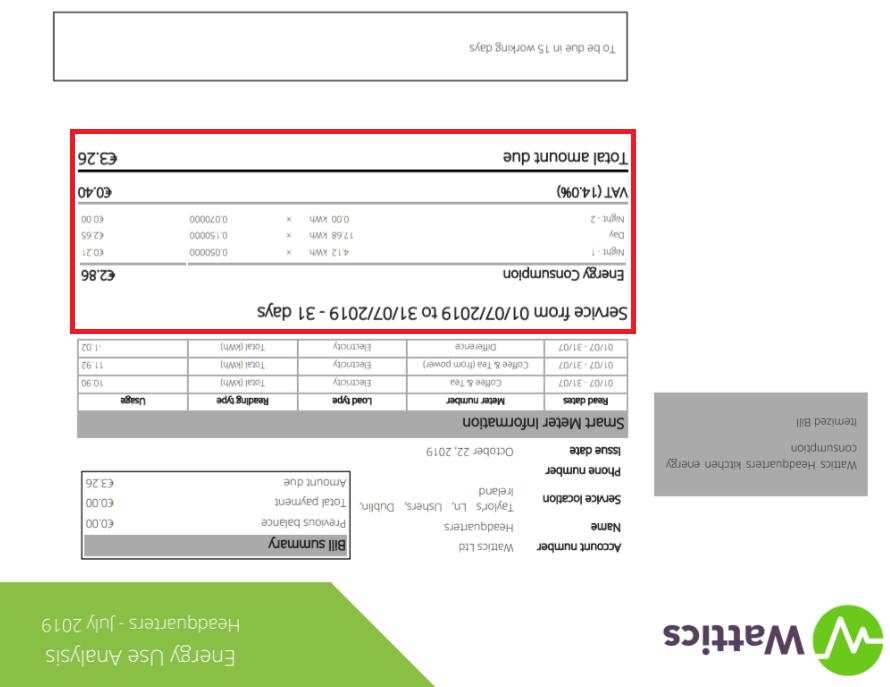 Wattics
Energy Use Analysis
Headquarters - July 2019
Account number Wattics Ltd
Name Headquarters
Service location Taylor's Ln, Ushers, Dublin,
Ireland
Phone number
Issue date October 22, 2019
Bill summary
Previous balance €0.00
Total payment €0.00
Amount due €3.26
Wattics Headquarters kitchen energy
consumption
Itemized Bill
Smart Meter Information
Read dates Meter number Load type Reading type Usage
01/07 - 31/07 Coffee & Tea Electricity Total (kWh) 10.90
01/07 - 31/07 Coffee & Tea (from power) Electricity Total (kWh) 11.92
01/07 - 31/07 Difference Electricity Total (kWh) -1.02
Service from 01/07/2019 to 31/07/2019 - 31 days
Energy Consumption €2.86
Night - 1 4.12 kWh × 0.050000 €0.21
Day 17.68 kWh × 0.150000 €2.65
Night - 2 0.00 kWh × 0.070000 €0.00
VAT (14.0%) €0.40
Total amount due €3.26
To be in due in 15 working days